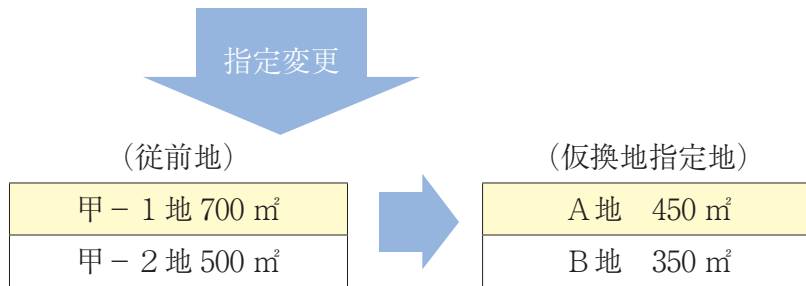 指定変更
（従前地）
（仮換地指定地）
甲－１地 700 ㎡
Ａ地　450 ㎡
甲－２地 500 ㎡
Ｂ地　350 ㎡